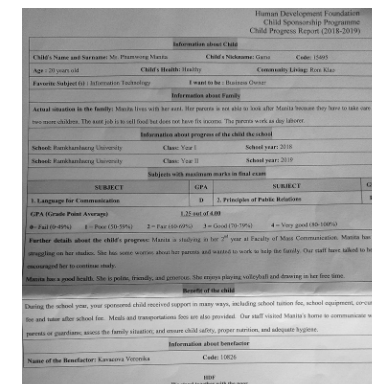 Human Development Foundation
Child Sponsorship Programme
Child Progress Report (2018-2019)
Information about Child
Child's Name and Surname: Mr. Phumwong Manita Child's Nickname: Code: 15495
Age : 20 years old Child's Health: Healthy Community Living: Rom Klao
Favorite Subject is : Information Technology I want to be : Business Owner
Information about Family
Actual situation in the family: Manita lives with her aunt. Her parents is not able to look after Manita because they have to take care
two more children. The aunt job is to sell food but does not have fix income. The parents work as day laborer.
Information about progress of the child the school
School: Ramkhamhaeng University Class: Year I School year: 2018
School: Ramkhamhaeng University Class: Year II School year: 2019
Subjects with maximum marks in final exam
SUBJECT GPA SUBJECT G
1. Language for Communication D 2. Principles of Public Relations
GPA (Grade Point Average) 1.25 out of 4.00
0= Fail (0-49%) 1 = Poor (50-59%) 2 = Fair (60-69%) 3 = Good (70-79%) 4 = Very good (80-100%)
Further details about the child's progress: Manita is studying in her 2nd year at Faculty of Mass Communication. Manita has
struggling on her studies. She has some worries about her parents and wanted to work to help the family. Our staff have talked to he
encouraged her to continue study.
Manita has a good health. She is polite, friendly, and generous. She enjoys playing volleyball and drawing in her free time.
Benefit of the child
During the school year, your sponsored child received support in many ways, including school tuition fee, school equipment, co-cur
fee and tutor after school fee. Meals and transportations fees are also provided. Our staff visited Manita's home to communicate w
parents or guardians, assess the family situation, and ensure child safety, proper nutrition, and adequate hygiene.
Information about benefactor
Name of the Benefactor: Kavacova Veronika Code: 10826
HDF